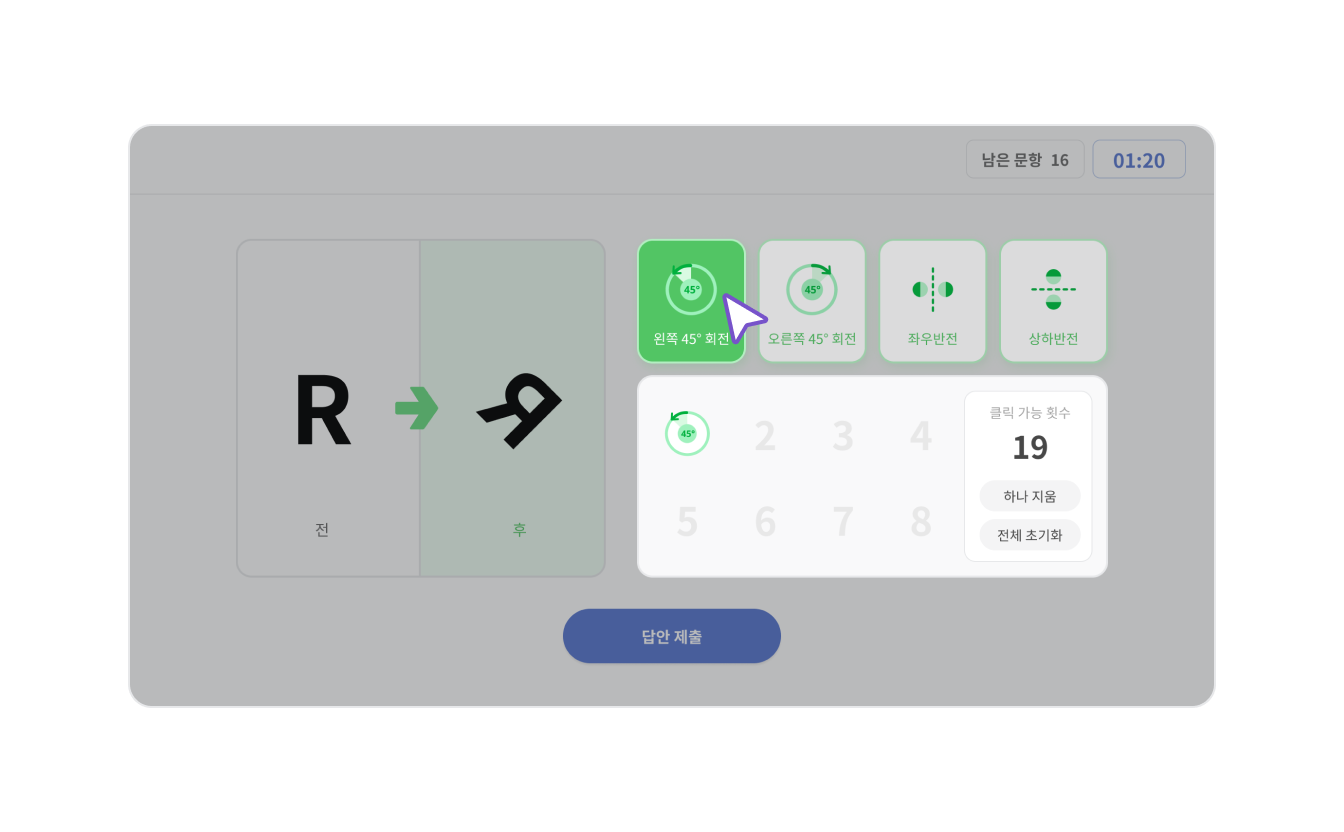 남은 문항 16
01:20
45°
왼쪽 45° 회전
45°
오른쪽 45° 회전
좌우반전
상하반전
R
R
전
후
45°
2
3
4
5
6
7
8
클릭 가능 횟수
19
하나 지움
전체 초기화
답안 제출